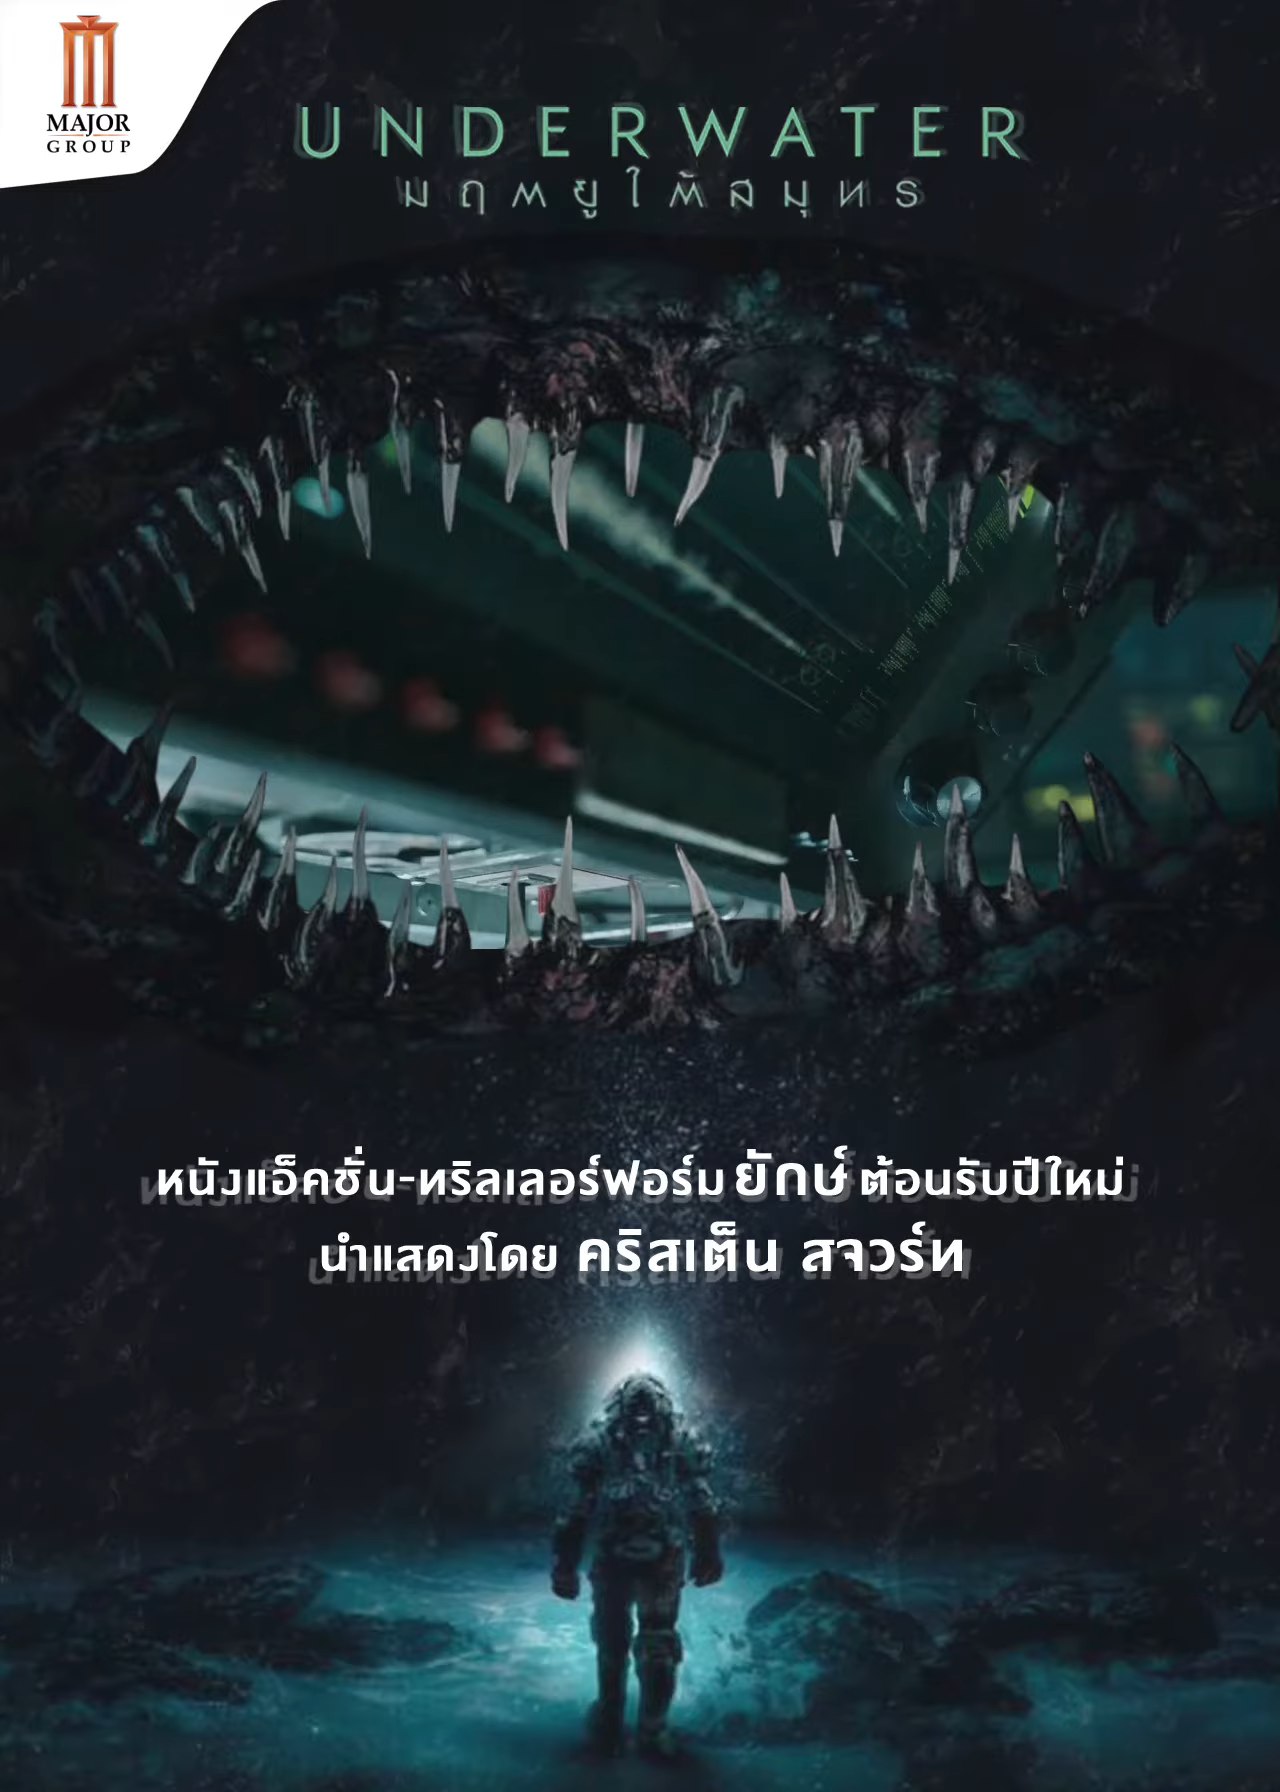 MAJOR
GROUP
UNDERWATER
มฤตยูใต้สมุทร
หนังแอ็คชั่น-ทริลเลอร์ฟอร์มยักษ์ต้อนรับปีใหม่
นำแสดงโดย คริสเต็น สจวร์ท